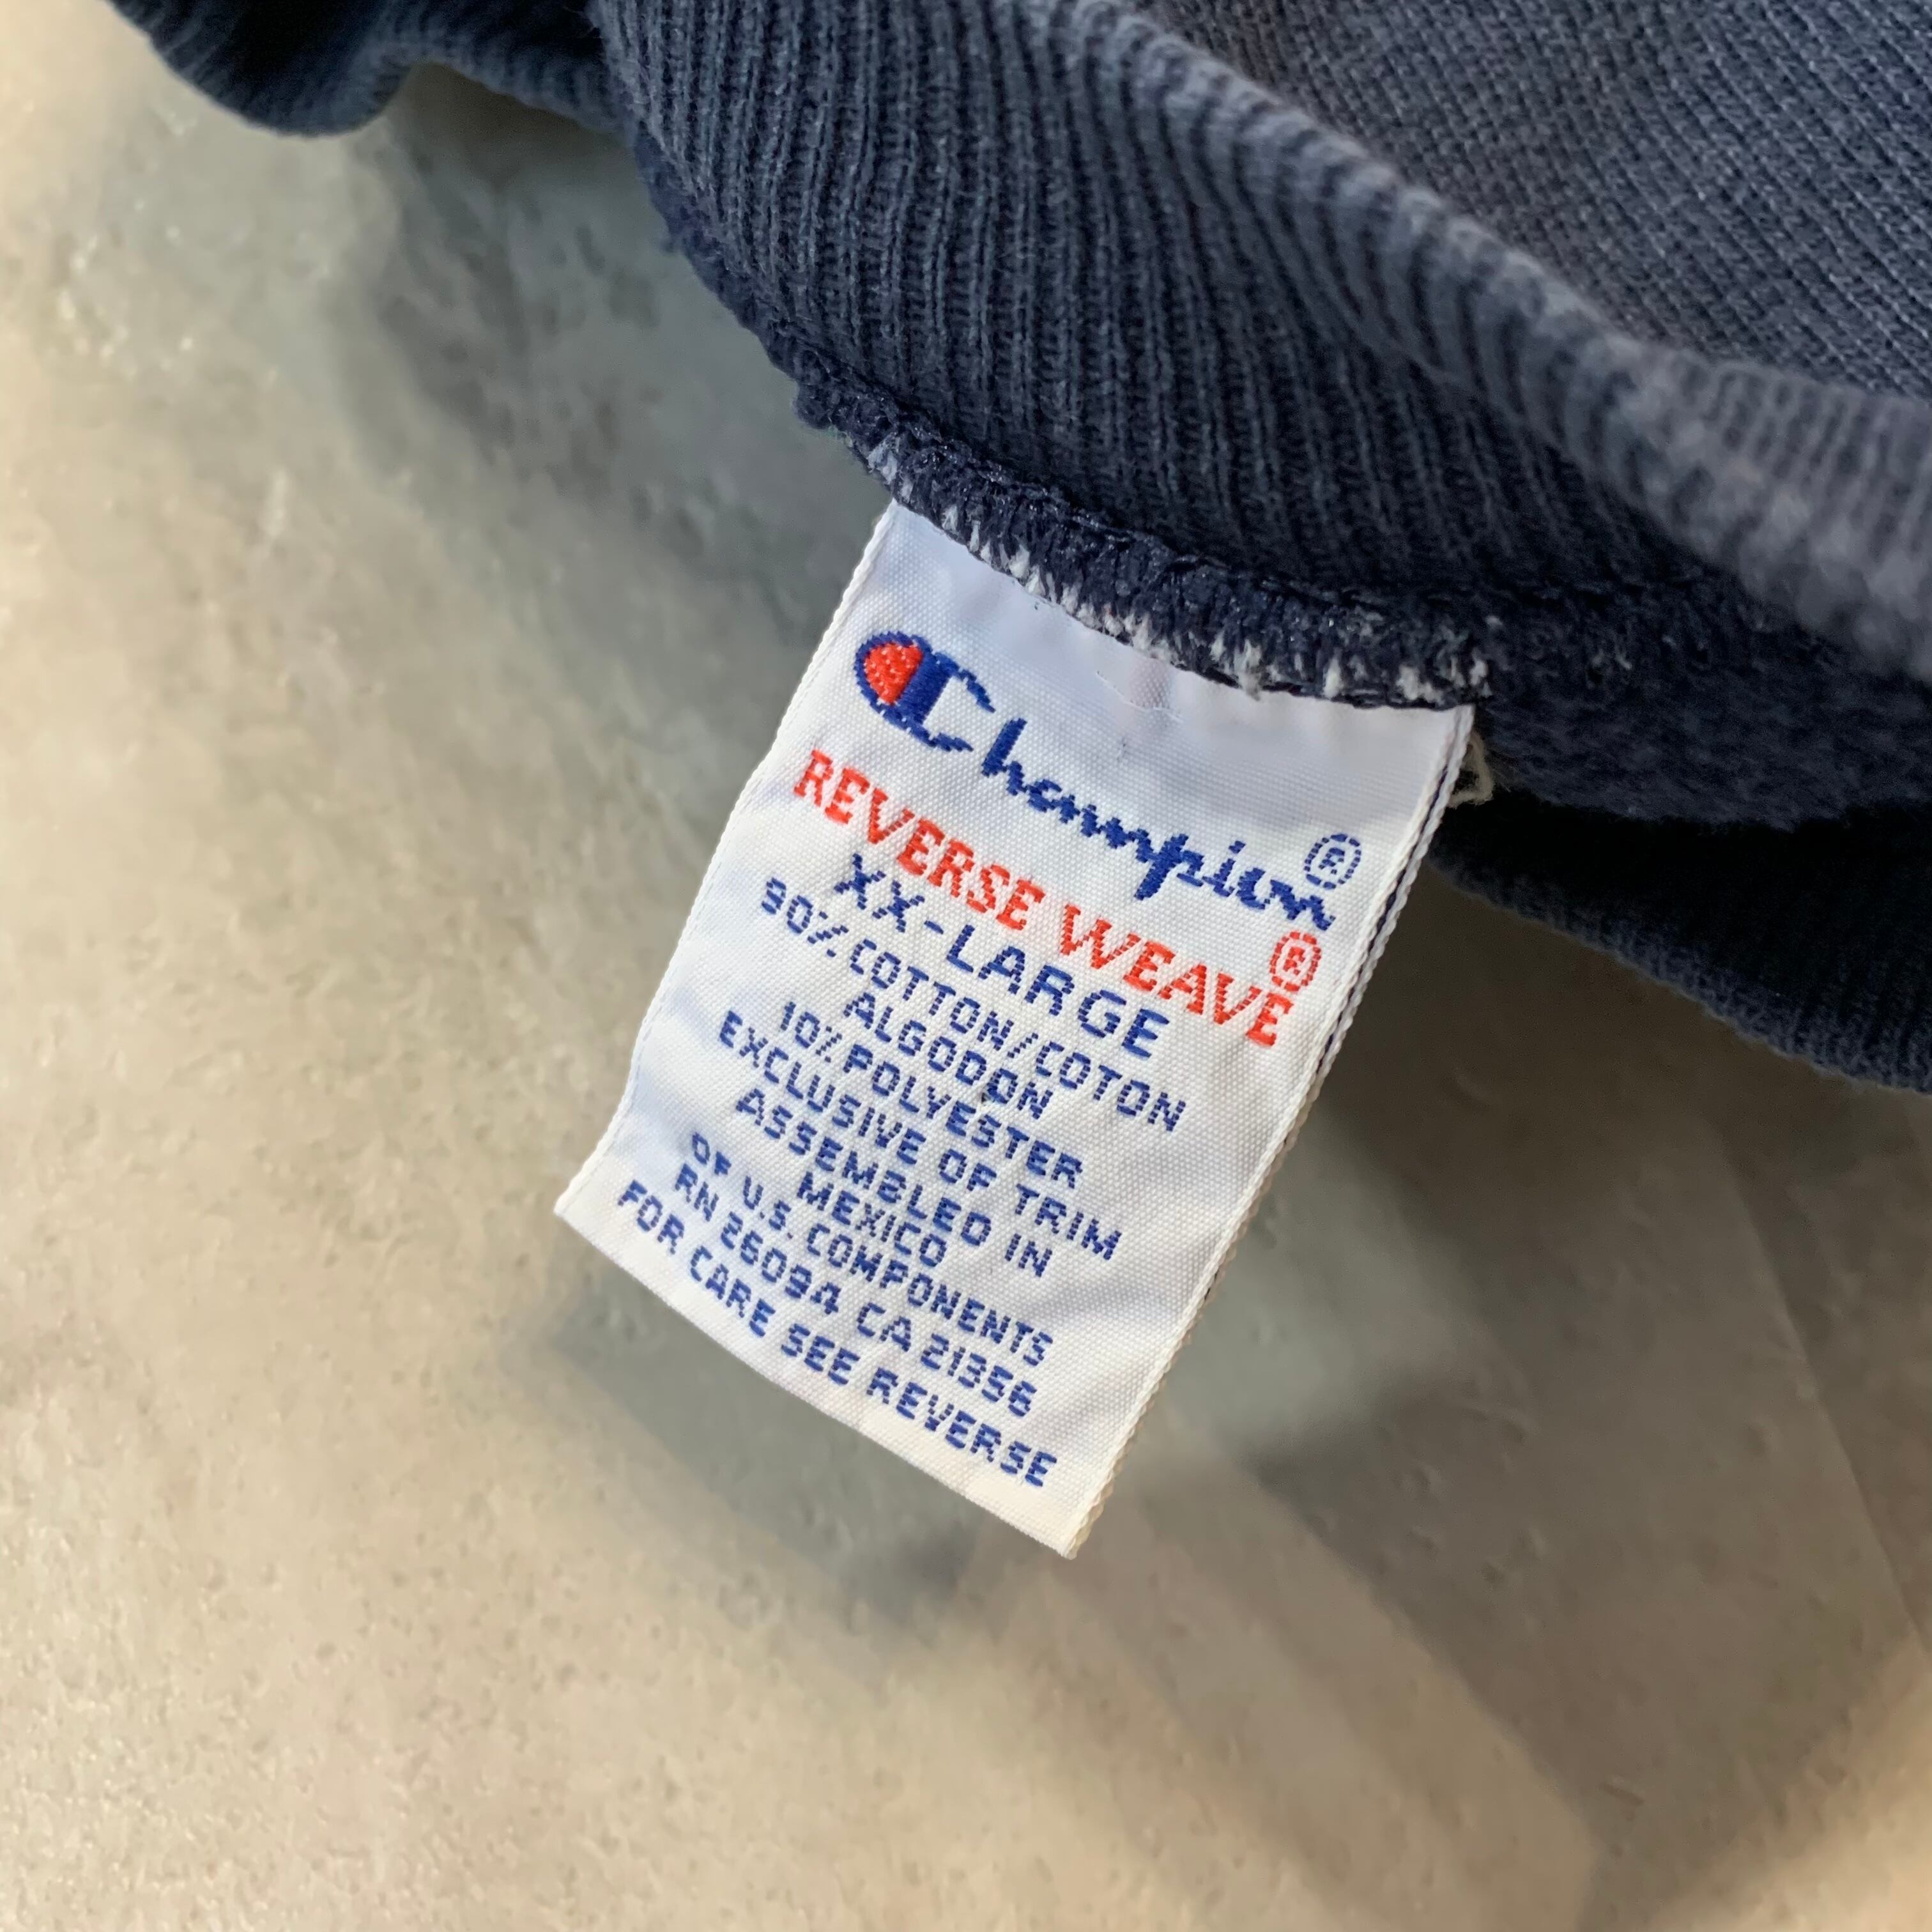 Champion®
REVERSE WEAVE®
XX-LARGE
90% COTTON/COTON
ALGODON
10% POLYESTER
EXCLUSIVE OF TRIM
ASSEMBLED IN
MEXICO
OF U.S. COMPONENTS
RN 26094 CA 21356
FOR CARE SEE REVERSE